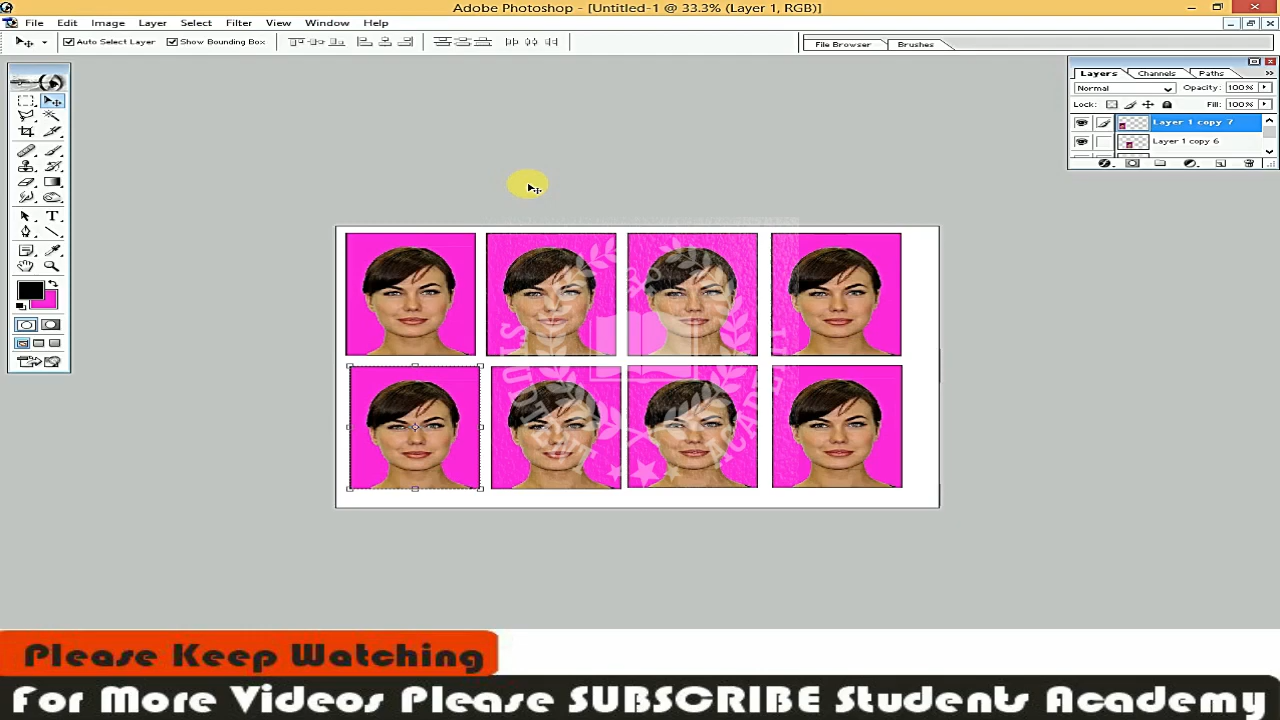 Adobe Photoshop - [Untitled-1 @ 33.3% (Layer 1, RGB)]
File Edit Image Layer Select Filter View Window Help
Auto Select Layer Show Bounding Box File Browser Brushes
Layers Channels Paths
Normal Opacity: 100%
Lock: Fill: 100%
Layer 1 copy 7
Layer 1 copy 6
STUDENTS ACADEMY
Please Keep Watching
For More Videos Please SUBSCRIBE Students Academy